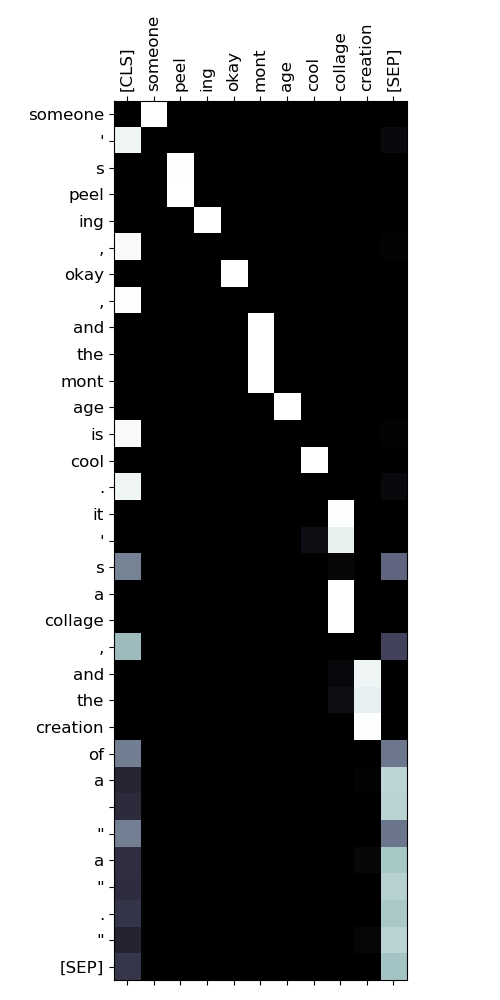 [CLS]
someone
peel
ing
okay
mont
age
cool
collage
creation
[SEP]
someone
'
s
peel
ing
,
okay
,
and
the
mont
age
is
cool
.
it
'
s
a
collage
,
and
the
creation
of
a
-
"
a
"
.
"
[SEP]